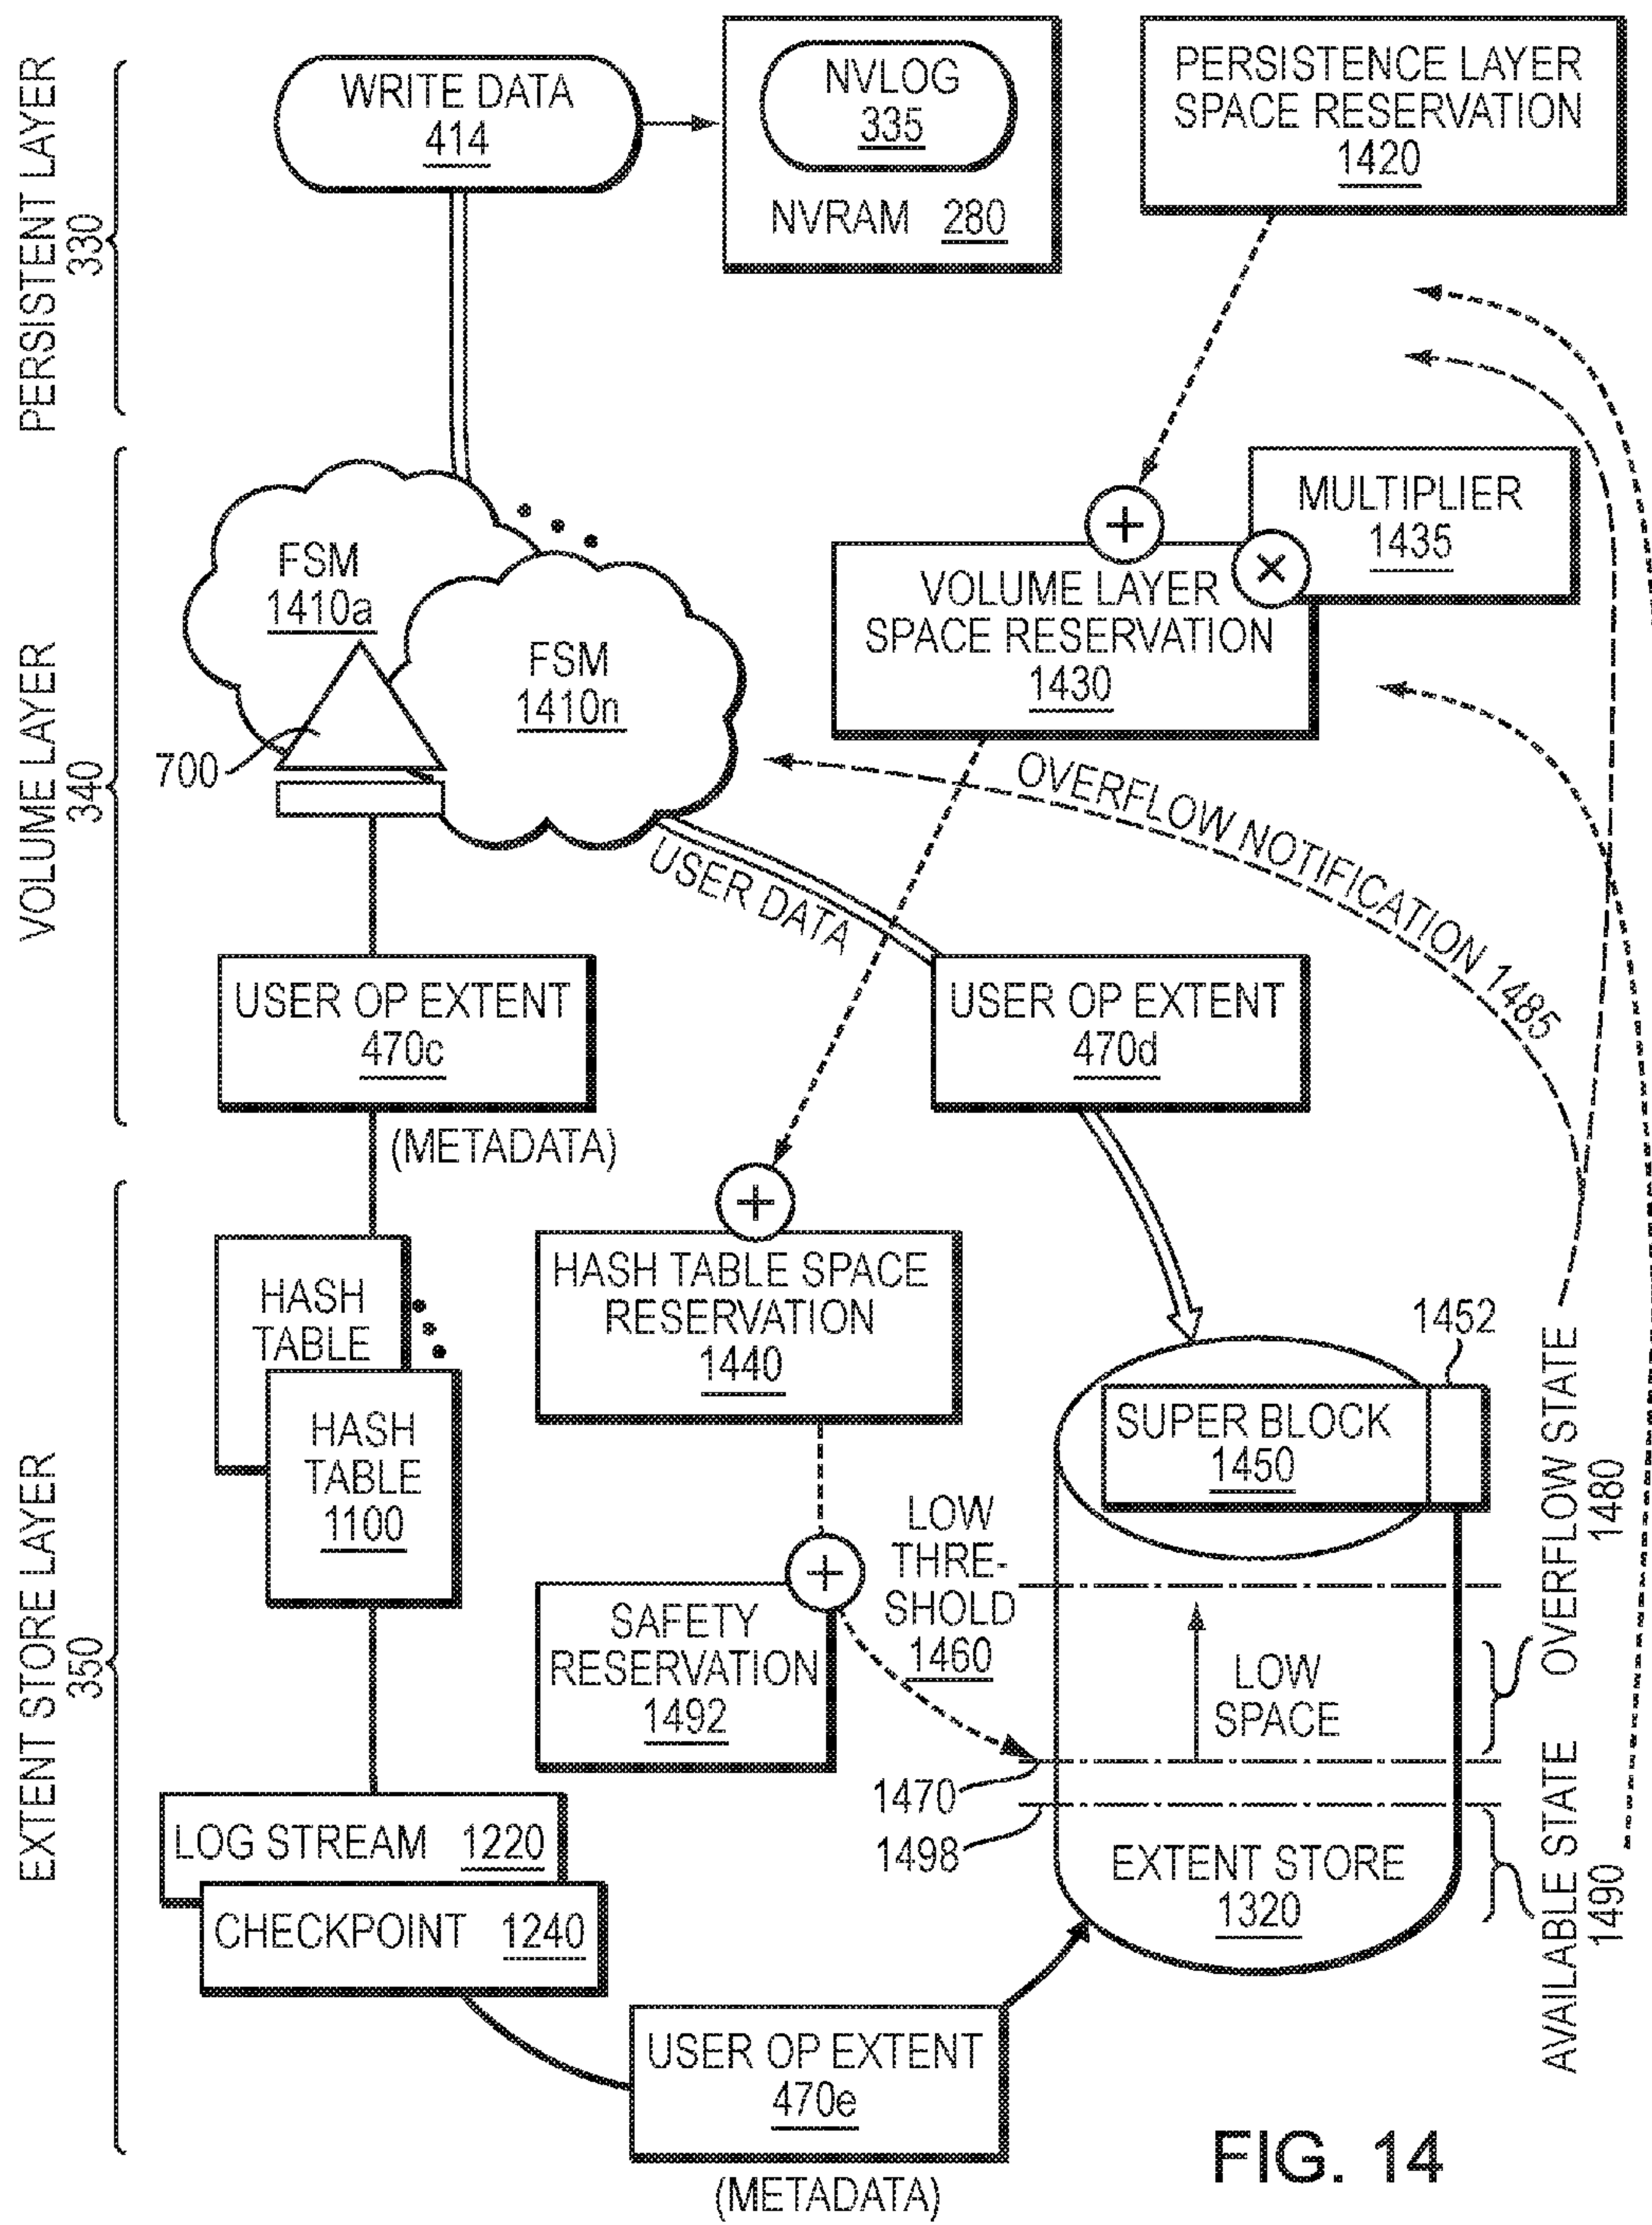 PERSISTENT LAYER
330
WRITE DATA
414
NVLOG
335
NVRAM 280
PERSISTENCE LAYER
SPACE RESERVATION
1420
VOLUME LAYER
340
FSM
1410a
FSM
1410n
700
MULTIPLIER
1435
+
×
VOLUME LAYER
SPACE RESERVATION
1430
OVERFLOW NOTIFICATION 1485
USER DATA
USER OP EXTENT
470c
(METADATA)
USER OP EXTENT
470d
EXTENT STORE LAYER
350
HASH
TABLE
HASH
TABLE
1100
+
HASH TABLE SPACE
RESERVATION
1440
+
SAFETY
RESERVATION
1492
LOW
THRE-
SHOLD
1460
1452
SUPER BLOCK
1450
LOW
SPACE
1470
1498
EXTENT STORE
1320
OVERFLOW STATE
1480
AVAILABLE STATE
1490
LOG STREAM 1220
CHECKPOINT 1240
USER OP EXTENT
470e
(METADATA)
FIG. 14